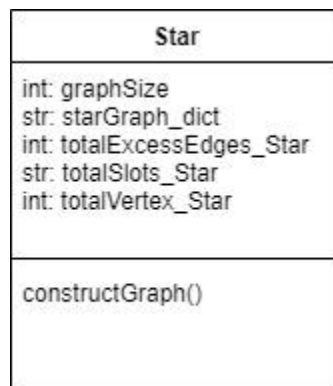 Star
int: graphSize
str: starGraph_dict
int: totalExcessEdges_Star
str: totalSlots_Star
int: totalVertex_Star
constructGraph()